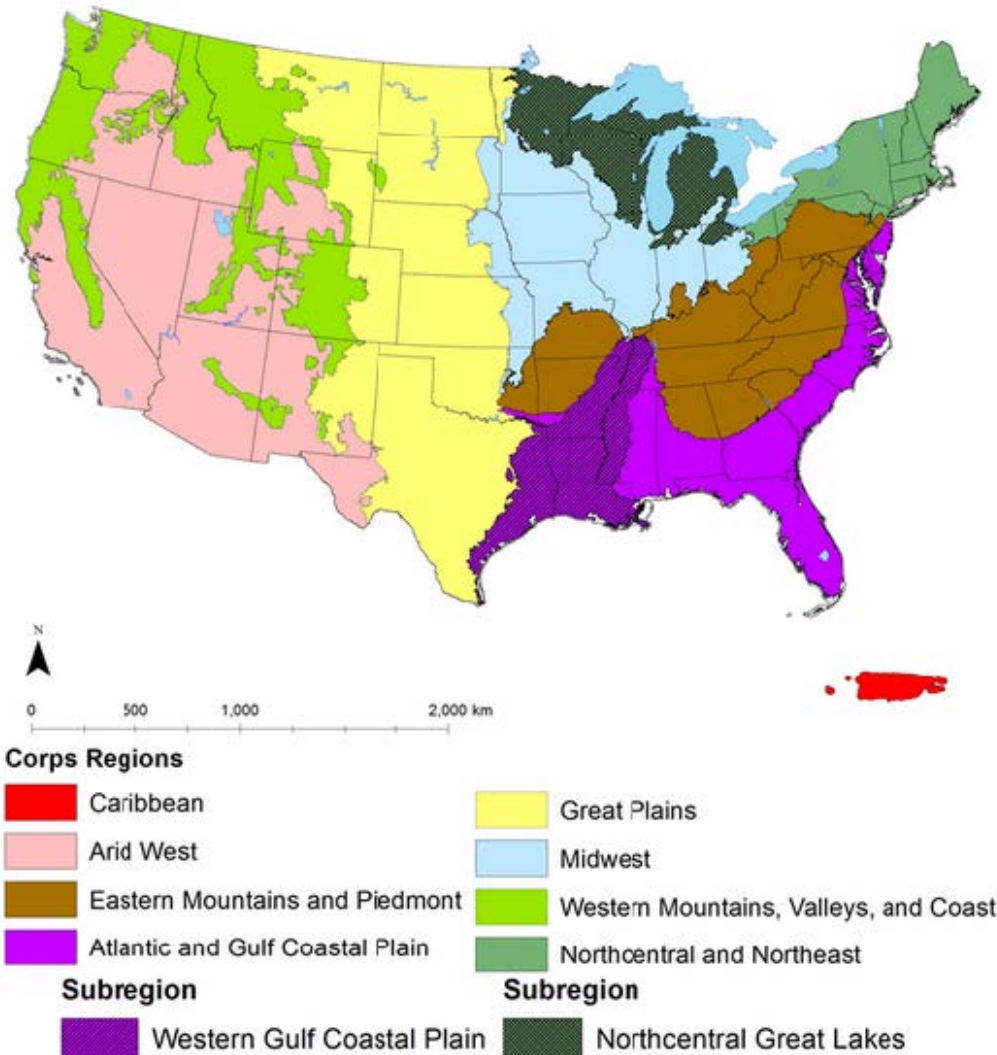 N
0 500 1,000 2,000 km
Corps Regions
Caribbean
Arid West
Eastern Mountains and Piedmont
Atlantic and Gulf Coastal Plain
Great Plains
Midwest
Western Mountains, Valleys, and Coast
Northcentral and Northeast
Subregion
Western Gulf Coastal Plain
Subregion
Northcentral Great Lakes